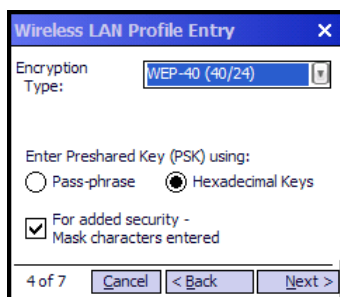 Wireless LAN Profile Entry X
Encryption Type: WEP-40 (40/24)
Enter Preshared Key (PSK) using:
Pass-phrase Hexadecimal Keys
For added security -
Mask characters entered
4 of 7 Cancel < Back Next >